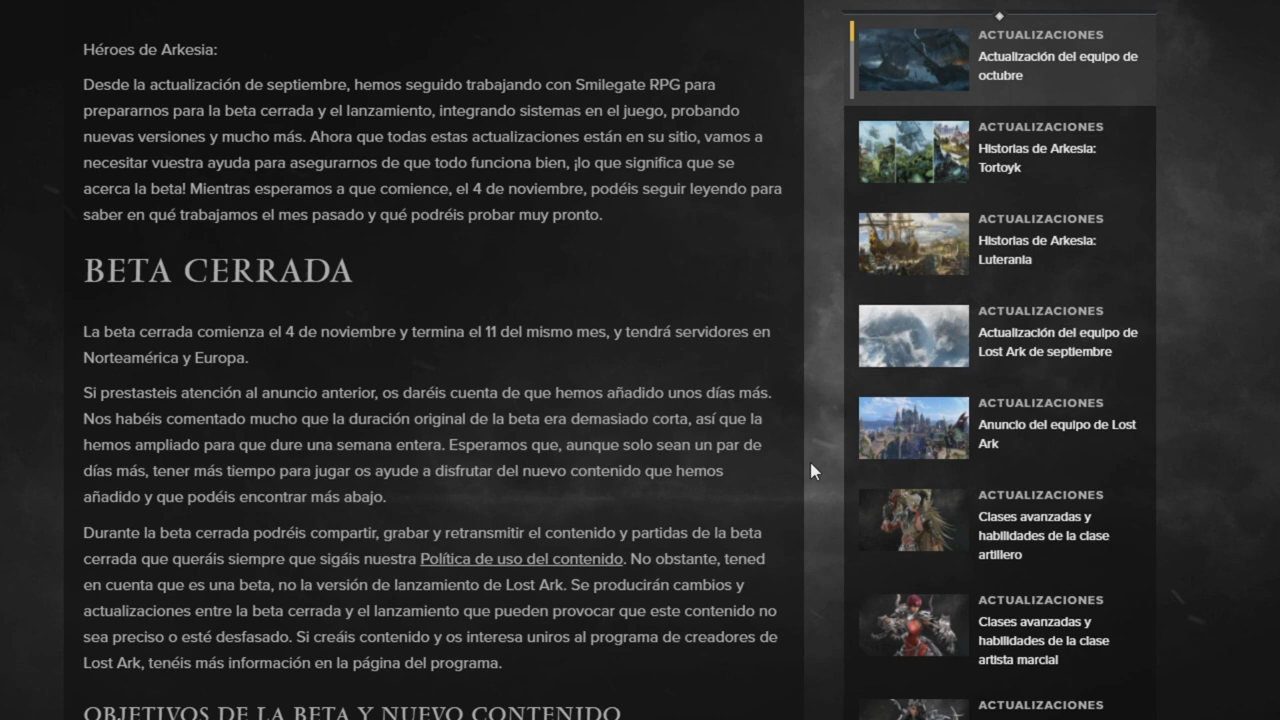 Héroes de Arkesia:
Desde la actualización de septiembre, hemos seguido trabajando con Smilegate RPG para
prepararnos para la beta cerrada y el lanzamiento, integrando sistemas en el juego, probando
nuevas versiones y mucho más. Ahora que todas estas actualizaciones están en su sitio, vamos a
necesitar vuestra ayuda para asegurarnos de que todo funciona bien, ¡lo que significa que se
acerca la beta! Mientras esperamos a que comience, el 4 de noviembre, podéis seguir leyendo para
saber en qué trabajamos el mes pasado y qué podréis probar muy pronto.
BETA CERRADA
La beta cerrada comienza el 4 de noviembre y termina el 11 del mismo mes, y tendrá servidores en
Norteamérica y Europa.
Si prestasteis atención al anuncio anterior, os daréis cuenta de que hemos añadido unos días más.
Nos habéis comentado mucho que la duración original de la beta era demasiado corta, así que la
hemos ampliado para que dure una semana entera. Esperamos que, aunque solo sean un par de
días más, tener más tiempo para jugar os ayude a disfrutar del nuevo contenido que hemos
añadido y que podéis encontrar más abajo.
Durante la beta cerrada podréis compartir, grabar y retransmitir el contenido y partidas de la beta
cerrada que queráis siempre que sigáis nuestra Política de uso del contenido. No obstante, tened
en cuenta que es una beta, no la versión de lanzamiento de Lost Ark. Se producirán cambios y
actualizaciones entre la beta cerrada y el lanzamiento que pueden provocar que este contenido no
sea preciso o esté desfasado. Si creáis contenido y os interesa uniros al programa de creadores de
Lost Ark, tenéis más información en la página del programa.
OBJETIVOS DE LA BETA Y NUEVO CONTENIDO
ACTUALIZACIONES
Actualización del equipo de
octubre
ACTUALIZACIONES
Historias de Arkesia:
Tortoyk
ACTUALIZACIONES
Historias de Arkesia:
Luterania
ACTUALIZACIONES
Actualización del equipo de
Lost Ark de septiembre
ACTUALIZACIONES
Anuncio del equipo de Lost
Ark
ACTUALIZACIONES
Clases avanzadas y
habilidades de la clase
artillero
ACTUALIZACIONES
Clases avanzadas y
habilidades de la clase
artista marcial
ACTUALIZACIONES